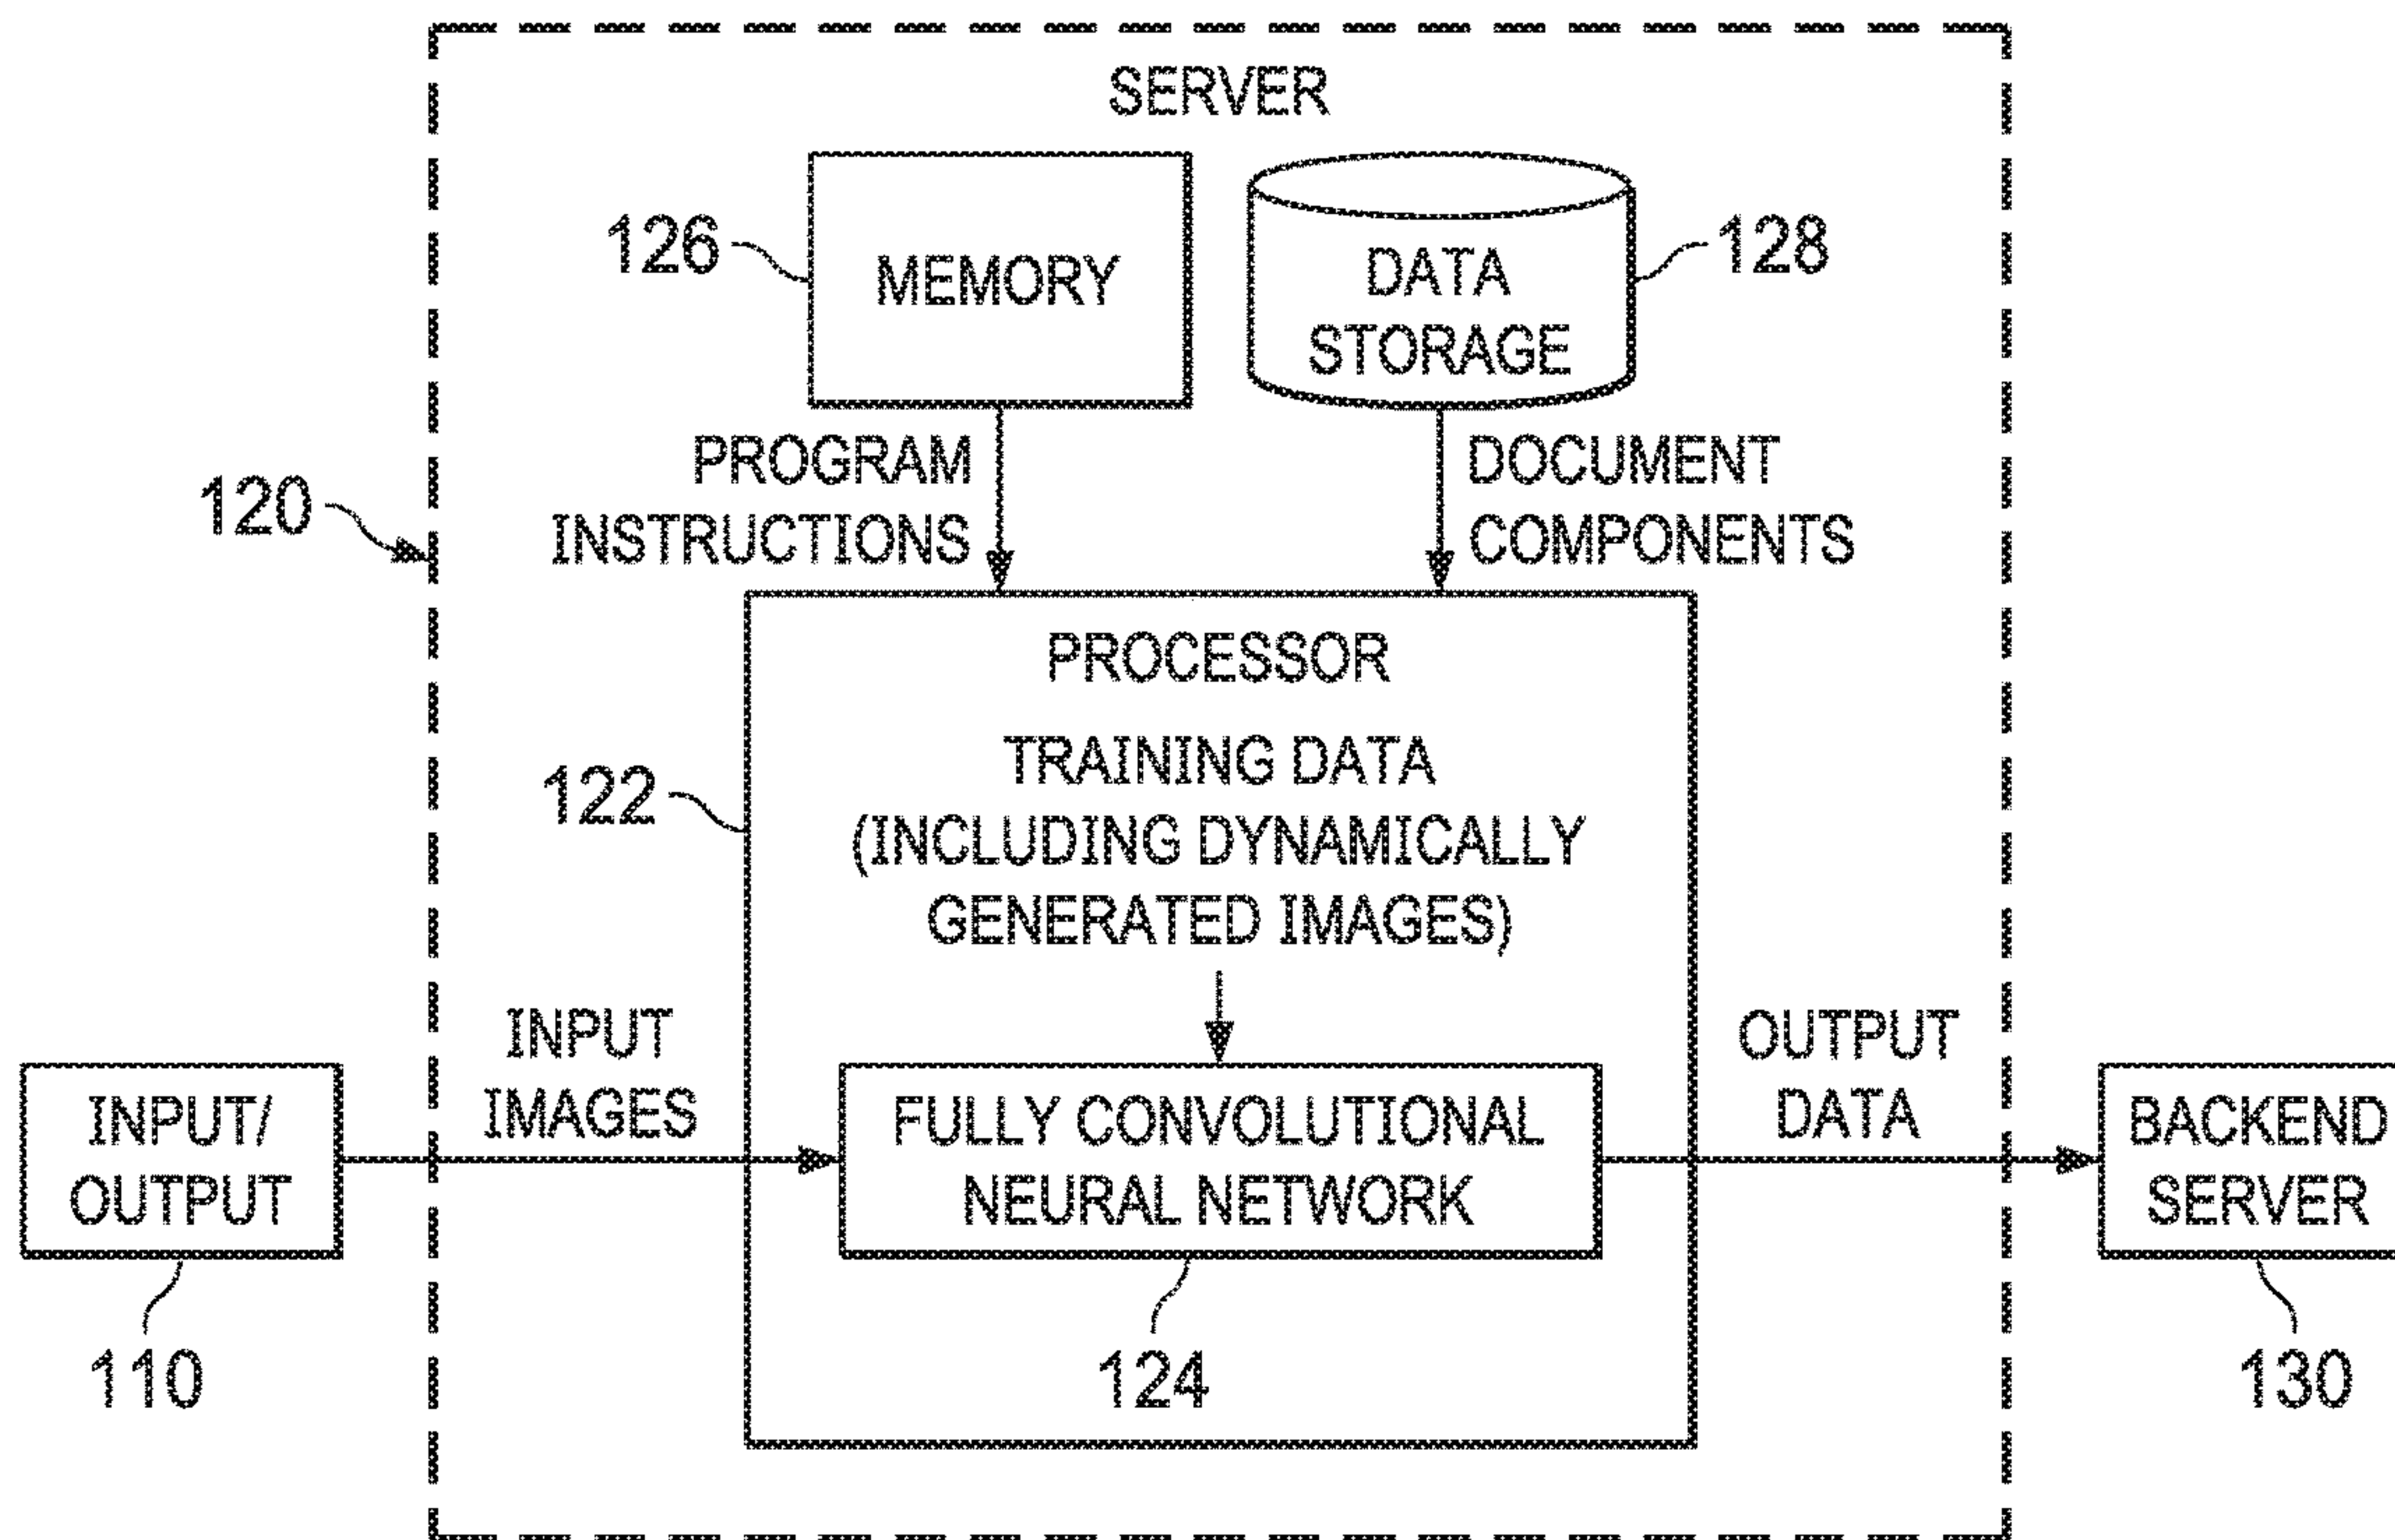 SERVER
126
MEMORY
DATA
STORAGE
128
PROGRAM
INSTRUCTIONS
DOCUMENT
COMPONENTS
120
PROCESSOR
TRAINING DATA
(INCLUDING DYNAMICALLY
GENERATED IMAGES)
122
INPUT
IMAGES
OUTPUT
DATA
INPUT/
OUTPUT
FULLY CONVOLUTIONAL
NEURAL NETWORK
BACKEND
SERVER
110
124
130